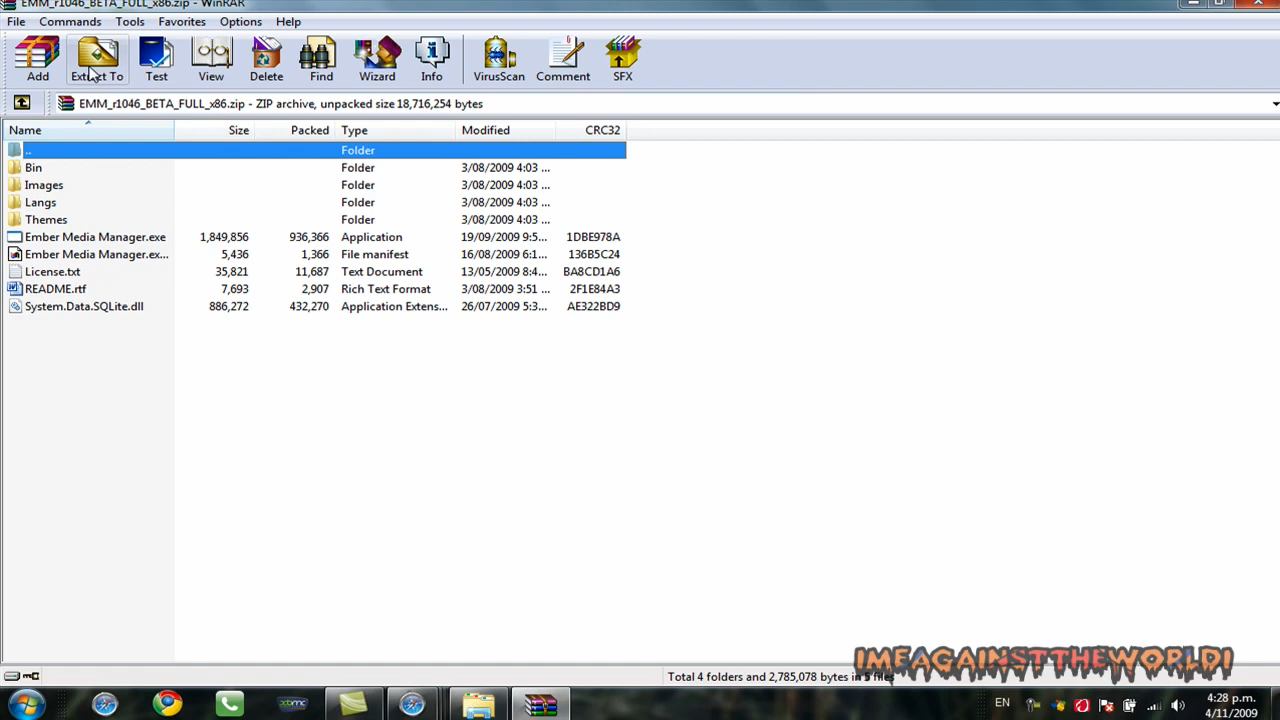 EMM_r1046_BETA_FULL_x86.zip - WinRAR
File Commands Tools Favorites Options Help
Add Extract To Test View Delete Find Wizard Info VirusScan Comment SFX
EMM_r1046_BETA_FULL_x86.zip - ZIP archive, unpacked size 18,716,254 bytes
Name Size Packed Type Modified CRC32
.. Folder
Bin Folder 3/08/2009 4:03 ...
Images Folder 3/08/2009 4:03 ...
Langs Folder 3/08/2009 4:03 ...
Themes Folder 3/08/2009 4:03 ...
Ember Media Manager.exe 1,849,856 936,366 Application 19/09/2009 9:5... 1DBE978A
Ember Media Manager.ex... 5,436 1,366 File manifest 16/08/2009 6:1... 136B5C24
License.txt 35,821 11,687 Text Document 13/05/2009 8:4... BA8CD1A6
README.rtf 7,693 2,907 Rich Text Format 3/08/2009 3:51 ... 2F1E84A3
System.Data.SQLite.dll 886,272 432,270 Application Extens... 26/07/2009 5:3... AE322BD9
IMEAGAINSTTHEWORLDI
Total 4 folders and 2,785,078 bytes in 5 files
xbmc
EN
4:28 p.m.
4/11/2009